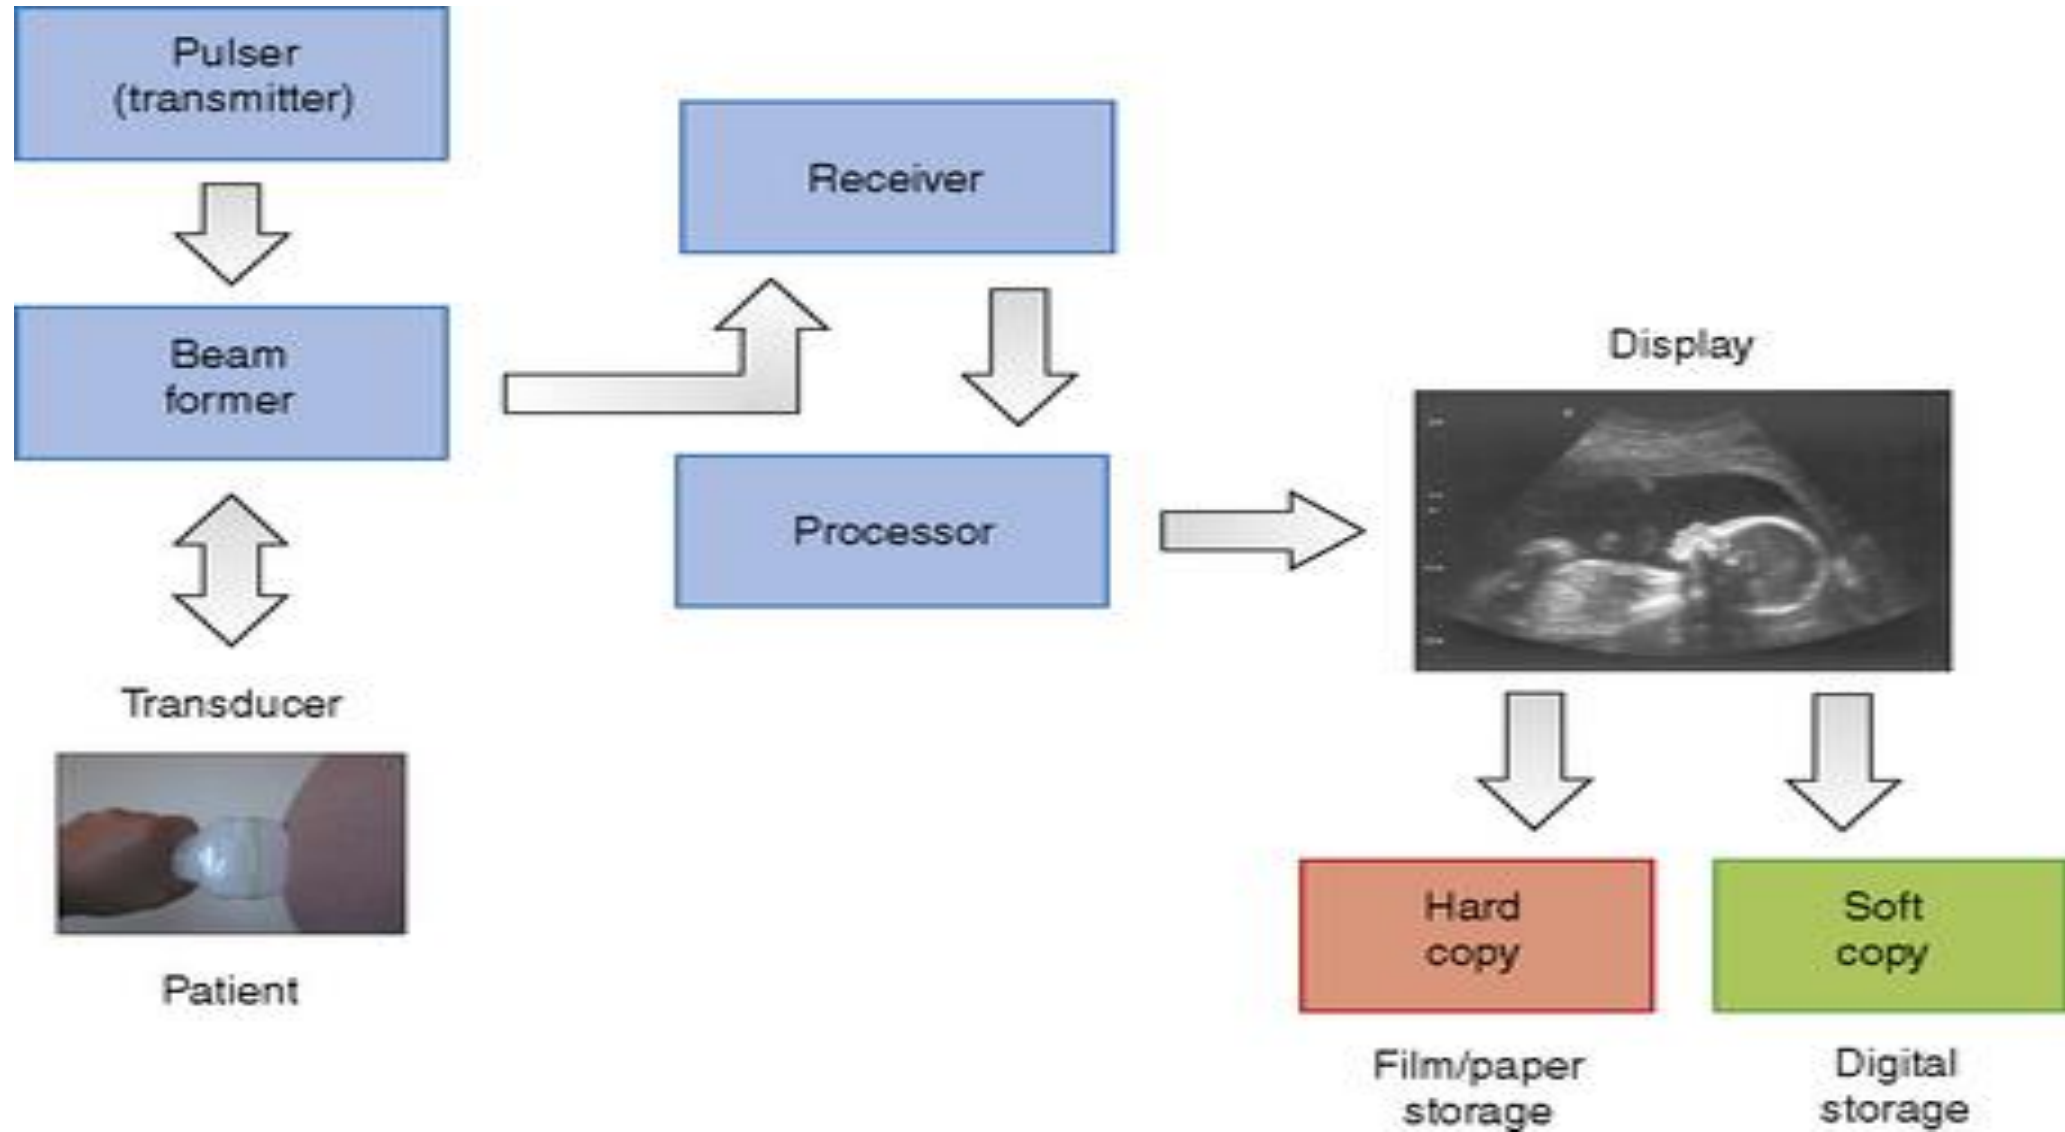 Pulser
(transmitter)
Beam
former
Transducer
Patient
Receiver
Processor
Display
Hard
copy
Film/paper
storage
Soft
copy
Digital
storage